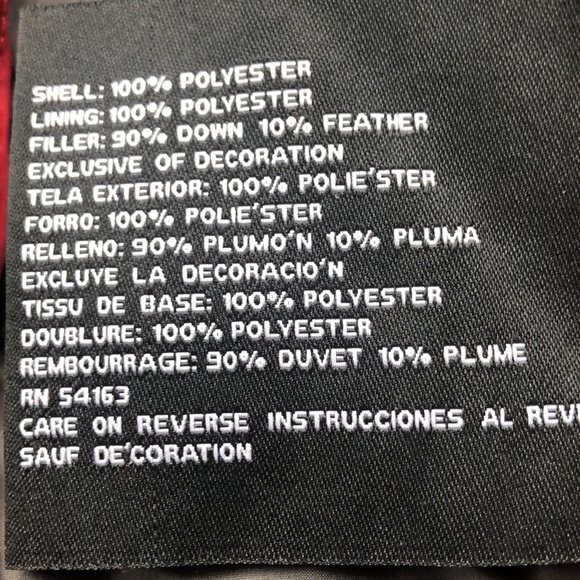 SHELL: 100% POLYESTER
LINING: 100% POLYESTER
FILLER: 90% DOWN 10% FEATHER
EXCLUSIVE OF DECORATION
TELA EXTERIOR: 100% POLIE'STER
FORRO: 100% POLIE'STER
RELLENO: 90% PLUMO'N 10% PLUMA
EXCLUYE LA DECORACIO'N
TISSU DE BASE: 100% POLYESTER
DOUBLURE: 100% POLYESTER
REMBOURRAGE: 90% DUVET 10% PLUME
RN 54163
CARE ON REVERSE INSTRUCCIONES AL
SAUF DE'CORATION